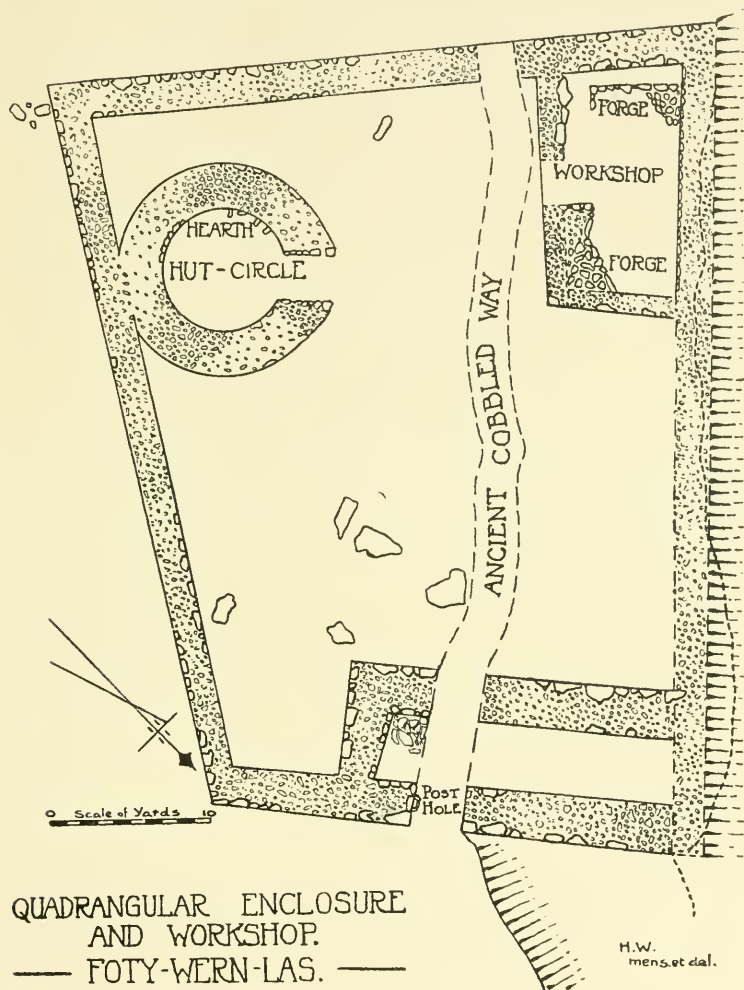 FORGE
WORKSHOP
HEARTH
HUT-CIRCLE
FORGE
ANCIENT COBBLED WAY
POST
HOLE
0 Scale of Yards 10
QUADRANGULAR ENCLOSURE
AND WORKSHOP.
FOTY-WERN-LAS.
H.W.
mens.et del.